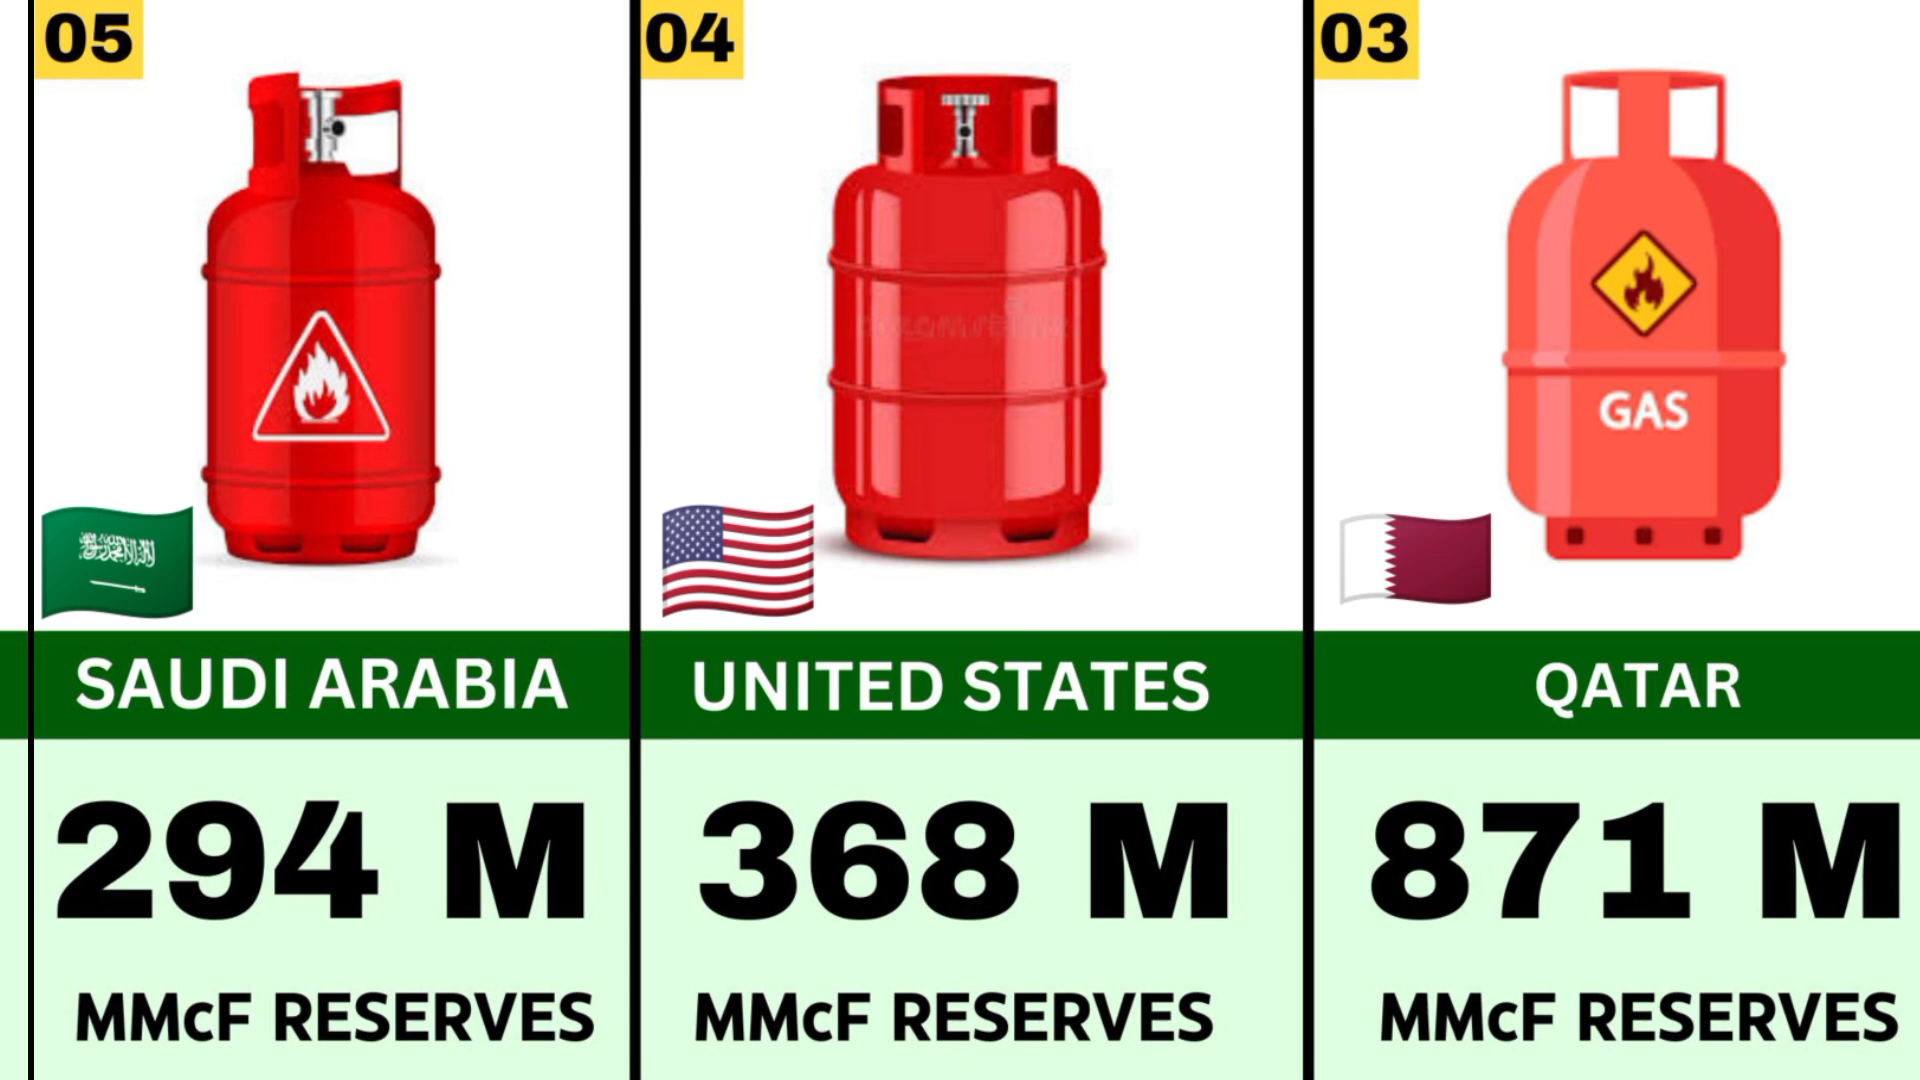 05
SAUDI ARABIA
294 M
MMcF RESERVES
04
UNITED STATES
368 M
MMcF RESERVES
03
GAS
QATAR
871 M
MMcF RESERVES